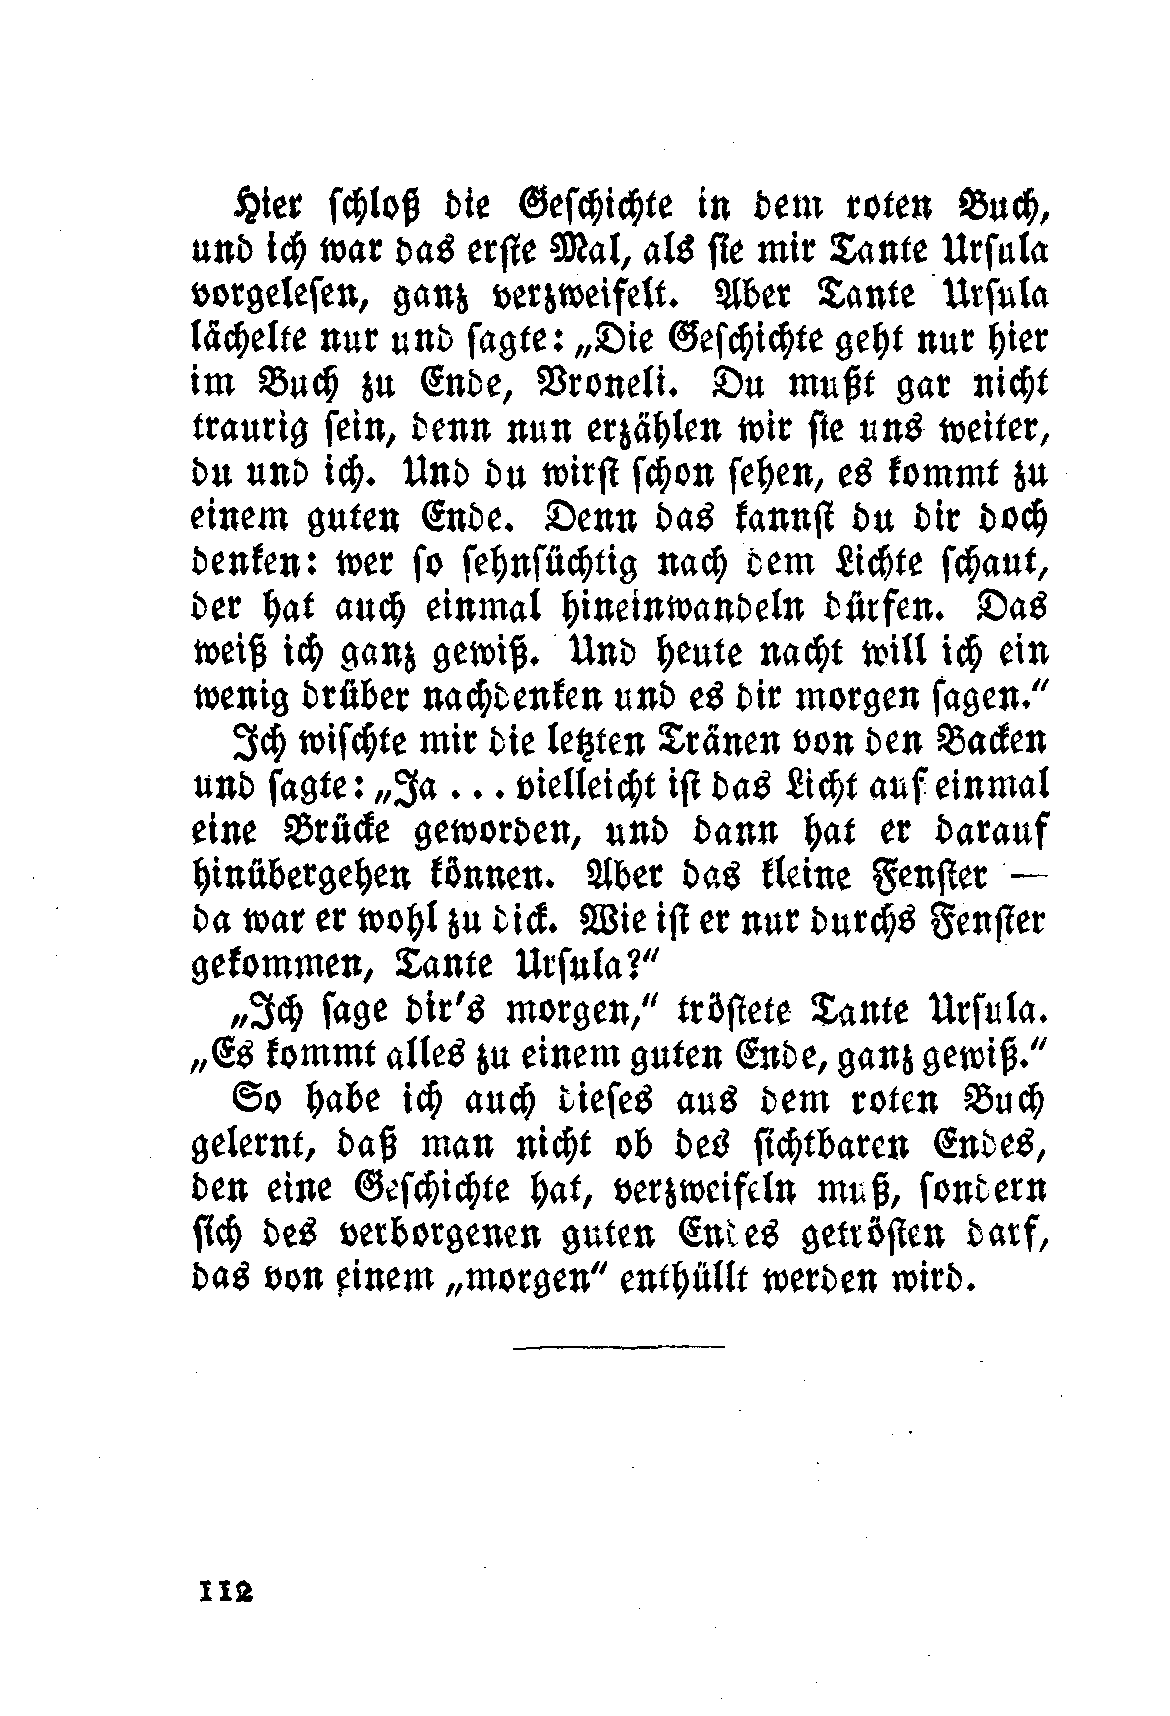 Hier schloß die Geschichte in dem roten Buch,
und ich war das erste Mal, als sie mir Tante Ursula
vorgelesen, ganz verzweifelt. Aber Tante Ursula
lächelte nur und sagte: „Die Geschichte geht nur hier
im Buch zu Ende, Vroneli. Du mußt gar nicht
traurig sein, denn nun erzählen wir sie uns weiter,
du und ich. Und du wirst schon sehen, es kommt zu
einem guten Ende. Denn das kannst du dir doch
denken: wer so sehnsüchtig nach dem Lichte schaut,
der hat auch einmal hineinwandeln dürfen. Das
weiß ich ganz gewiß. Und heute nacht will ich ein
wenig drüber nachdenken und es dir morgen sagen.“
Ich wischte mir die letzten Tränen von den Backen
und sagte: „Ja ... vielleicht ist das Licht auf einmal
eine Brücke geworden, und dann hat er darauf
hinübergehen können. Aber das kleine Fenster —
da war er wohl zu dick. Wie ist er nur durchs Fenster
gekommen, Tante Ursula?“
„Ich sage dir's morgen,“ tröstete Tante Ursula.
„Es kommt alles zu einem guten Ende, ganz gewiß.“
So habe ich auch dieses aus dem roten Buch
gelernt, daß man nicht ob des sichtbaren Endes,
den eine Geschichte hat, verzweifeln muß, sondern
sich des verborgenen guten Endes getrösten darf,
das von einem „morgen“ enthüllt werden wird.
112